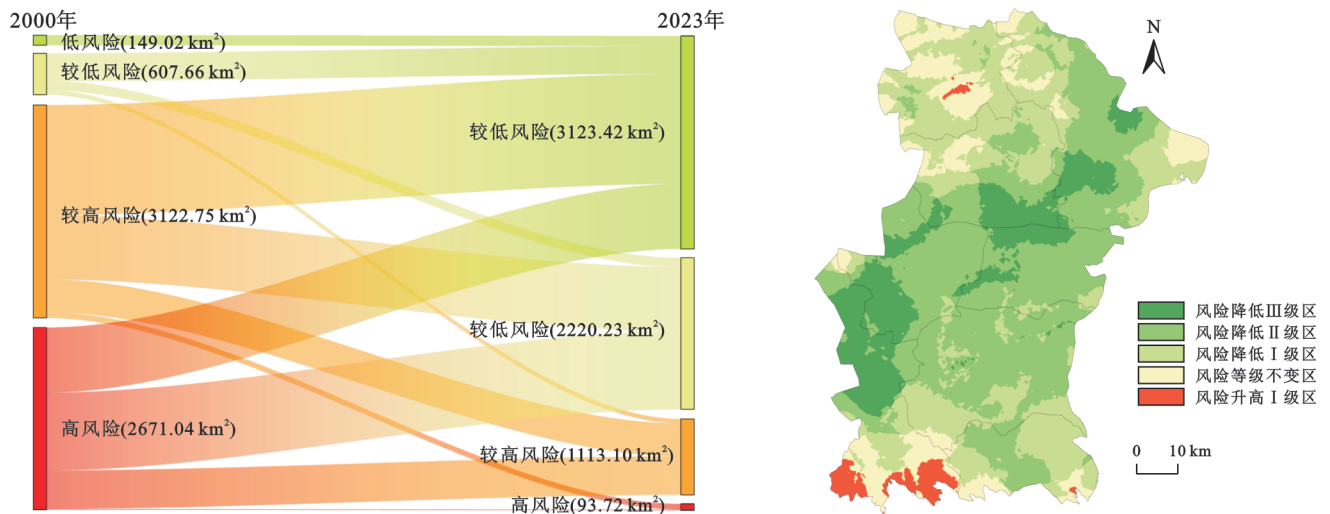 2000年
2023年
低风险(149.02 km²)
较低风险(607.66 km²)
较高风险(3122.75 km²)
高风险(2671.04 km²)
较低风险(3123.42 km²)
较低风险(2220.23 km²)
较高风险(1113.10 km²)
高风险(93.72 km²)
N
风险降低Ⅲ级区
风险降低Ⅱ级区
风险降低Ⅰ级区
风险等级不变区
风险升高Ⅰ级区
0 10 km